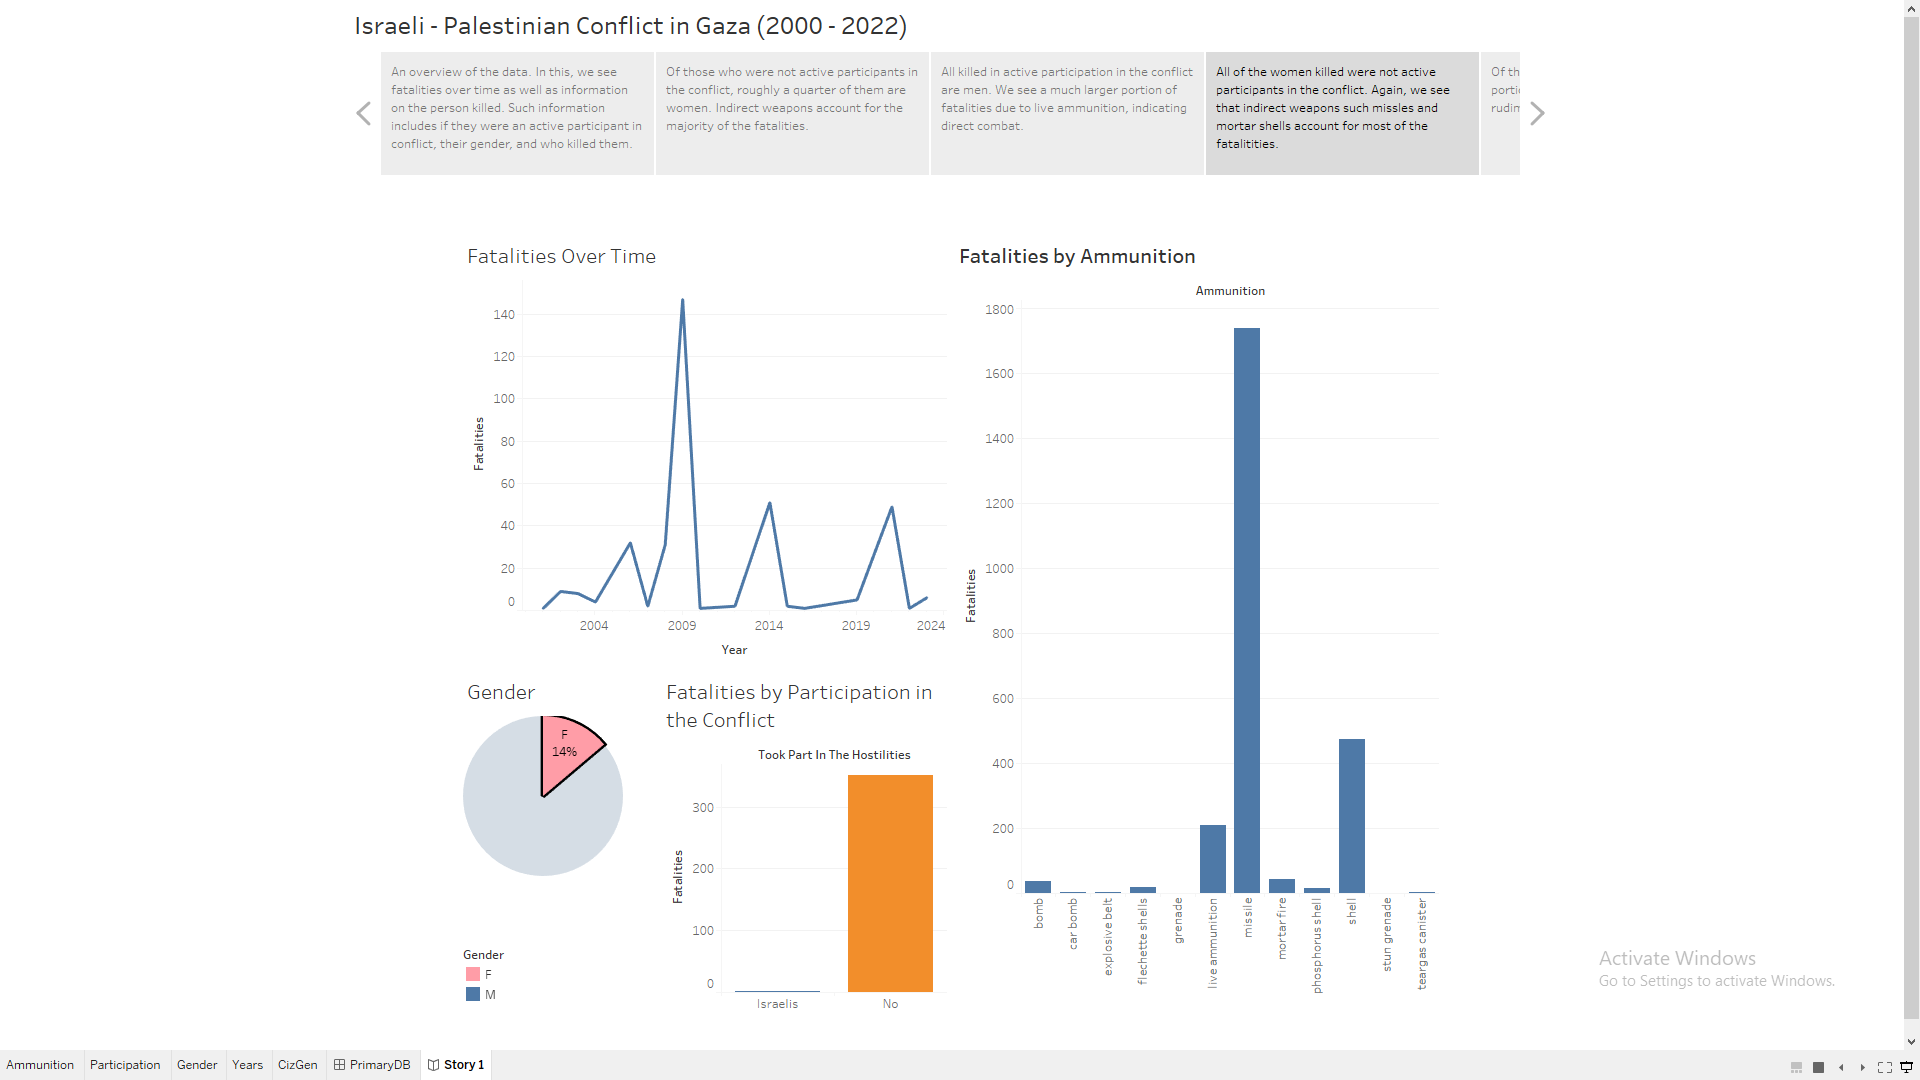 Israeli - Palestinian Conflict in Gaza (2000 - 2022)
An overview of the data. In this, we see
fatalities over time as well as information
on the person killed. Such information
includes if they were an active participant in
conflict, their gender, and who killed them.
Of those who were not active participants in
the conflict, roughly a quarter of them are
women. Indirect weapons account for the
majority of the fatalities.
All killed in active participation in the conflict
are men. We see a much larger portion of
fatalities due to live ammunition, indicating
direct combat.
All of the women killed were not active
participants in the conflict. Again, we see
that indirect weapons such missles and
mortar shells account for most of the
fatalitities.
Of th
portic
rudin
Fatalities Over Time
Fatalities
140
120
100
80
60
40
20
0
2004
2009
2014
2019
2024
Year
Fatalities by Ammunition
Ammunition
Fatalities
1800
1600
1400
1200
1000
800
600
400
200
0
bomb
car bomb
explosive belt
flechette shells
grenade
live ammunition
missile
mortar fire
phosphorus shell
shell
stun grenade
teargas canister
Gender
F
14%
Gender
F
M
Fatalities by Participation in
the Conflict
Took Part In The Hostilities
Fatalities
300
200
100
0
Israelis
No
Activate Windows
Go to Settings to activate Windows.
Ammunition
Participation
Gender
Years
CizGen
PrimaryDB
Story 1